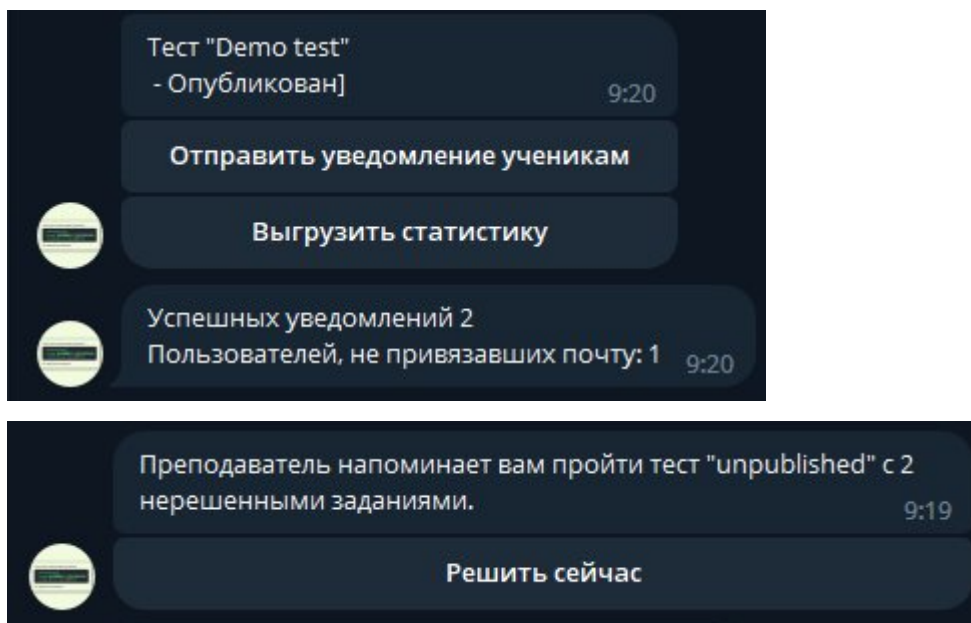 Тест "Demo test"
- Опубликован]
9:20
Отправить уведомление ученикам
Выгрузить статистику
Успешных уведомлений 2
Пользователей, не привязавших почту: 1
9:20
Преподаватель напоминает вам пройти тест "unpublished" с 2
нерешенными заданиями.
9:19
Решить сейчас